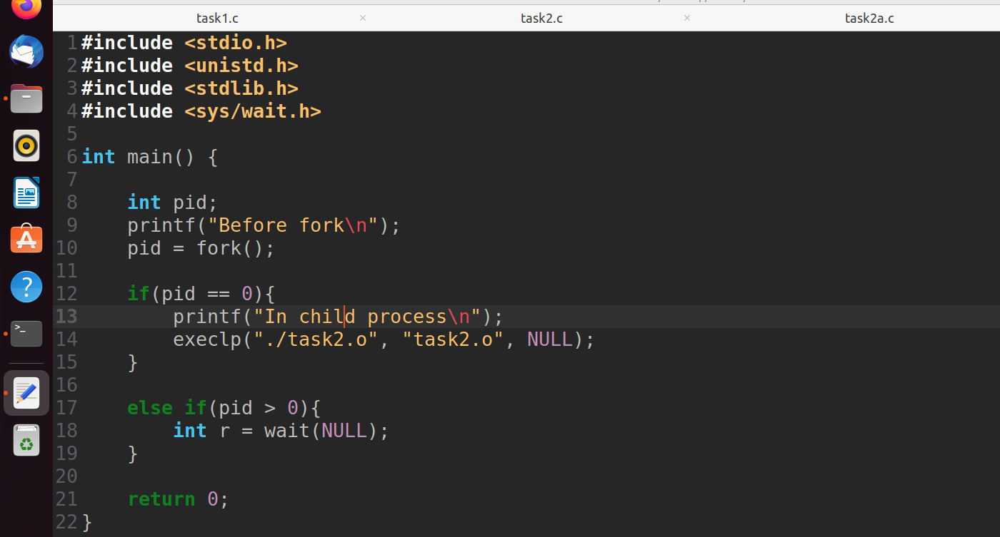 task1.c × task2.c × task2a.c
1 #include <stdio.h>
2 #include <unistd.h>
3 #include <stdlib.h>
4 #include <sys/wait.h>
5
6 int main() {
7
8     int pid;
9     printf("Before fork\n");
10     pid = fork();
11
12     if(pid == 0){
13         printf("In child process\n");
14         execlp("./task2.o", "task2.o", NULL);
15     }
16
17     else if(pid > 0){
18         int r = wait(NULL);
19     }
20
21     return 0;
22 }